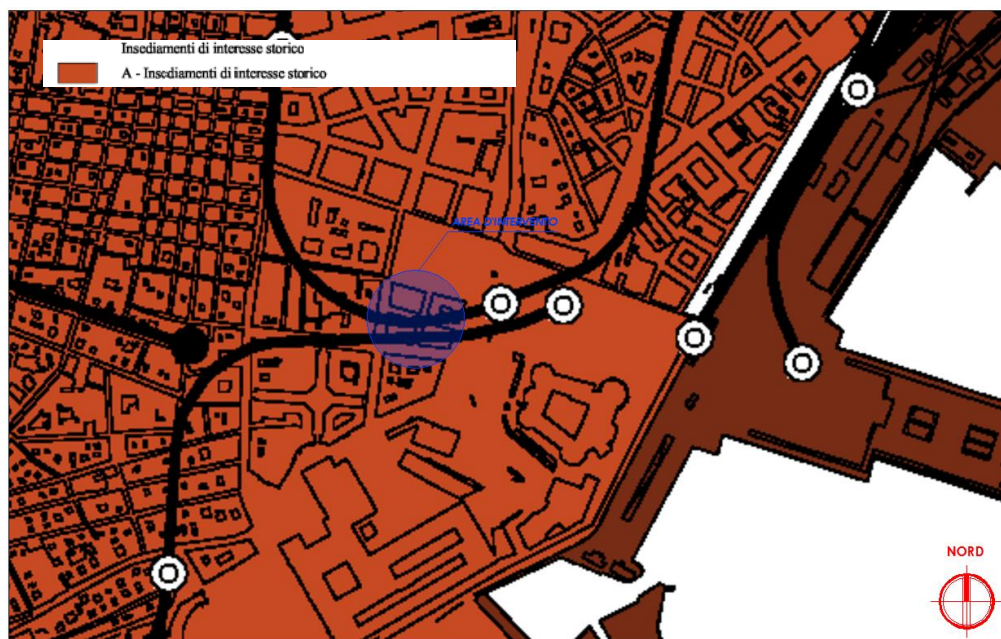 Insediamenti di interesse storico
A - Insediamenti di interesse storico
AREA D'INTERVENTO
NORD